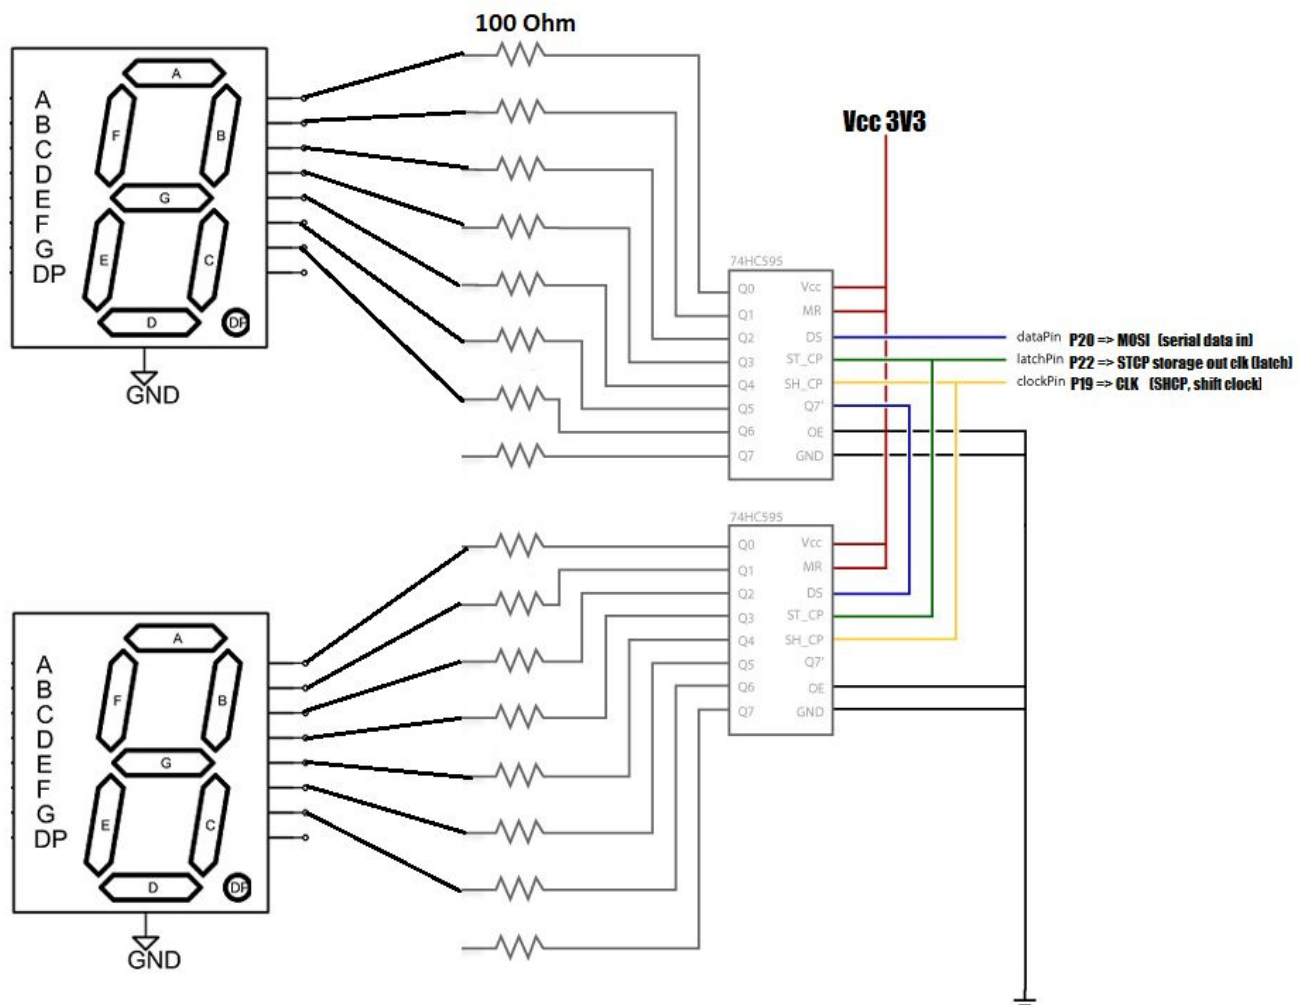 100 Ohm
A
F
B
G
E
C
D
DP
A
B
C
D
E
F
G
DP
GND
Vcc 3V3
74HC595
Q0
Q1
Q2
Q3
Q4
Q5
Q6
Q7
Vcc
MR
DS
ST_CP
SH_CP
Q7'
OE
GND
dataPin P20 => MOSI (serial data in)
latchPin P22 => STCP storage out clk (latch)
clockPin P19 => CLK (SHCP, shift clock)
74HC595
Q0
Q1
Q2
Q3
Q4
Q5
Q6
Q7
Vcc
MR
DS
ST_CP
SH_CP
Q7'
OE
GND
A
F
B
G
E
C
D
DP
A
B
C
D
E
F
G
DP
GND